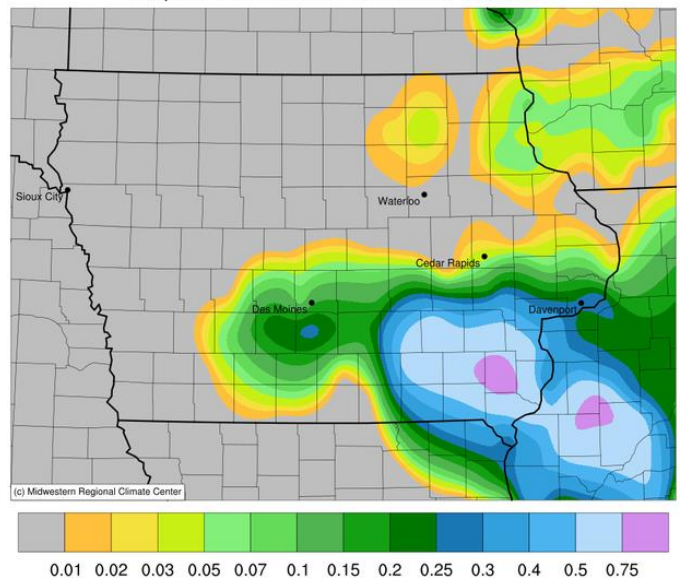 Sioux City
Waterloo
Cedar Rapids
Des Moines
Davenport
(c) Midwestern Regional Climate Center
0.01 0.02 0.03 0.05 0.07 0.1 0.15 0.2 0.25 0.3 0.4 0.5 0.75